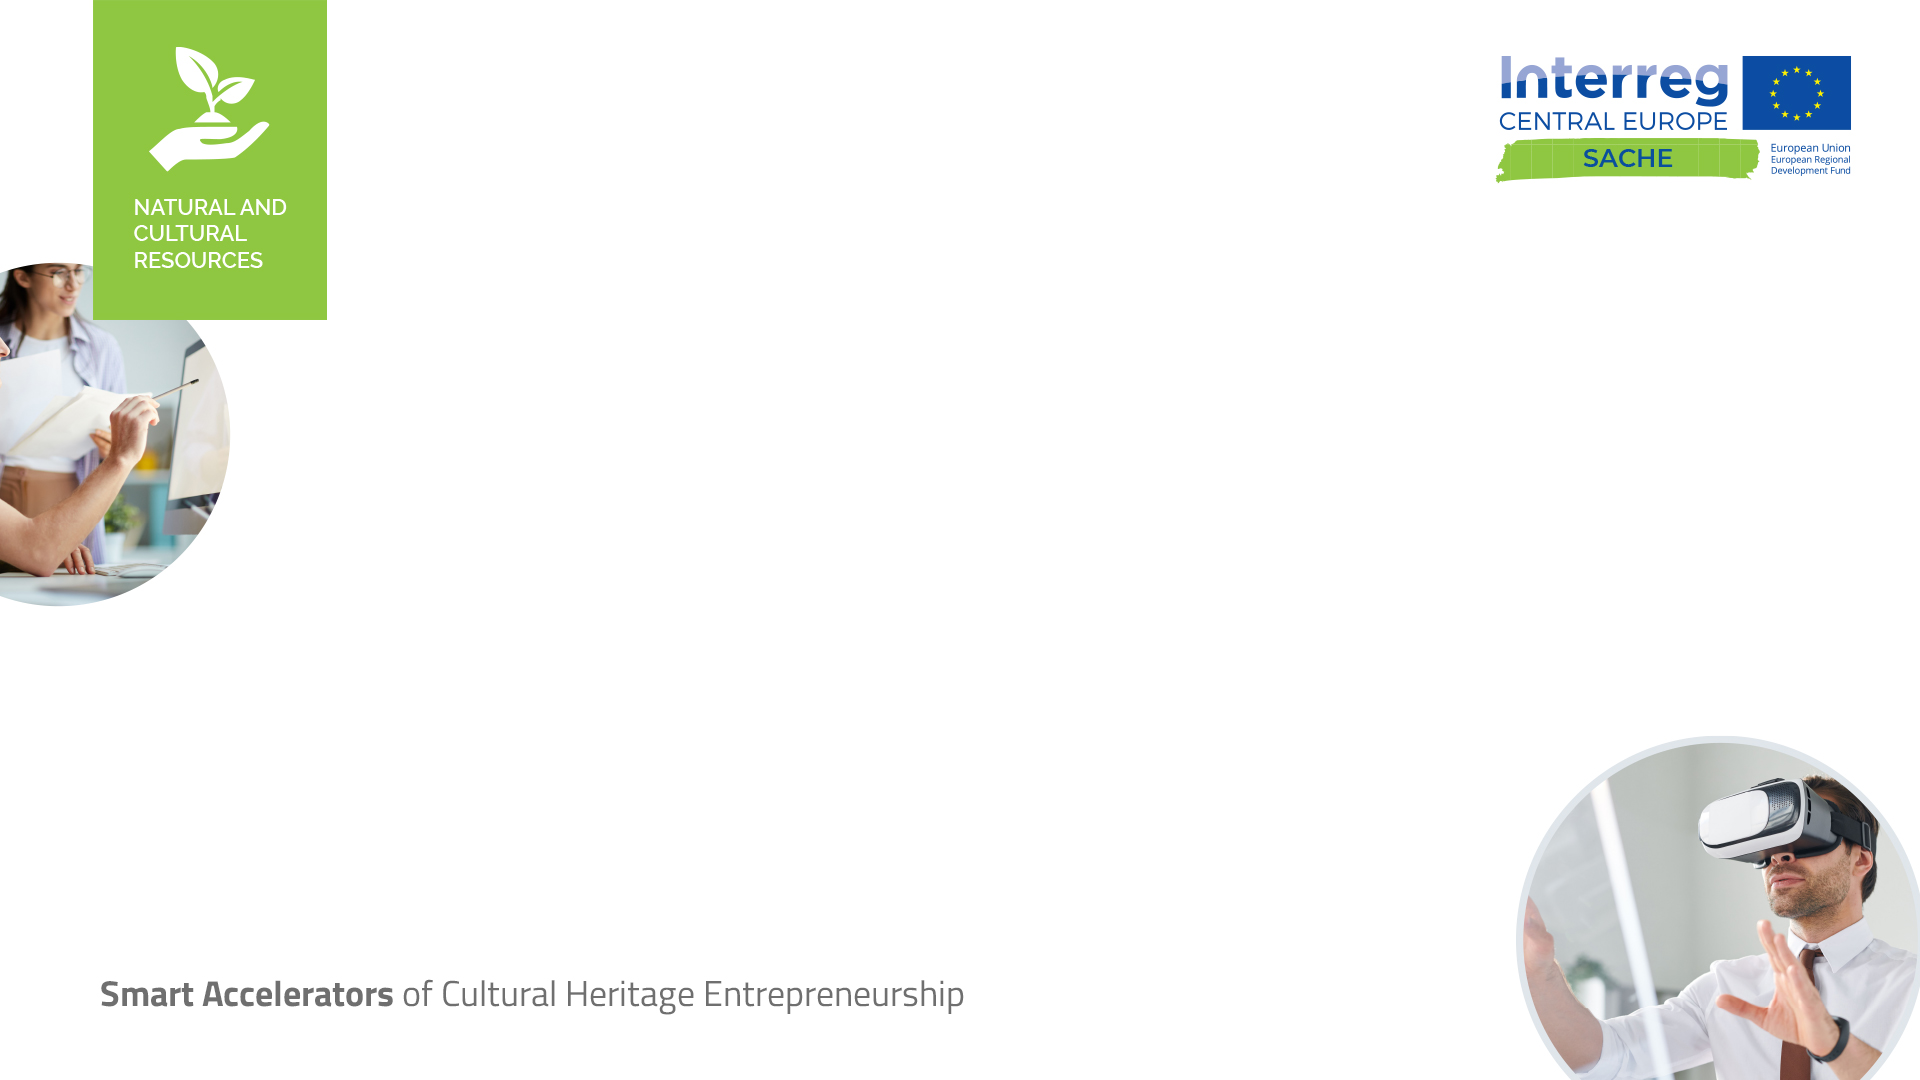 NATURAL AND
CULTURAL
RESOURCES
Interreg
CENTRAL EUROPE
SACHE
European Union
European Regional
Development Fund
Smart Accelerators of Cultural Heritage Entrepreneurship